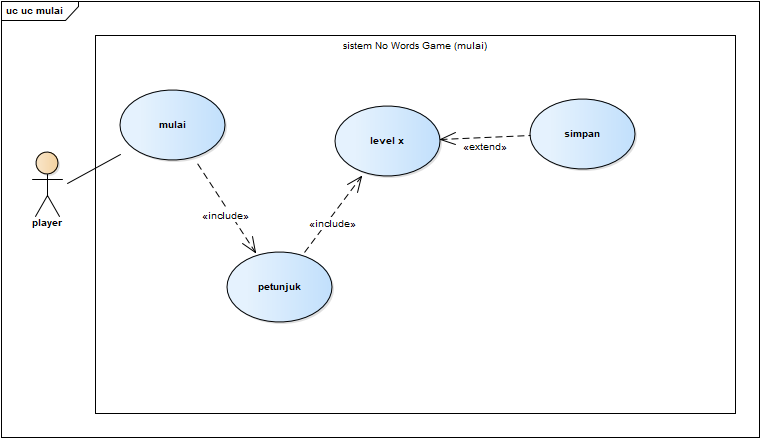 uc uc mulai
sistem No Words Game (mulai)
mulai
level x
simpan
«extend»
player
«include»
«include»
petunjuk